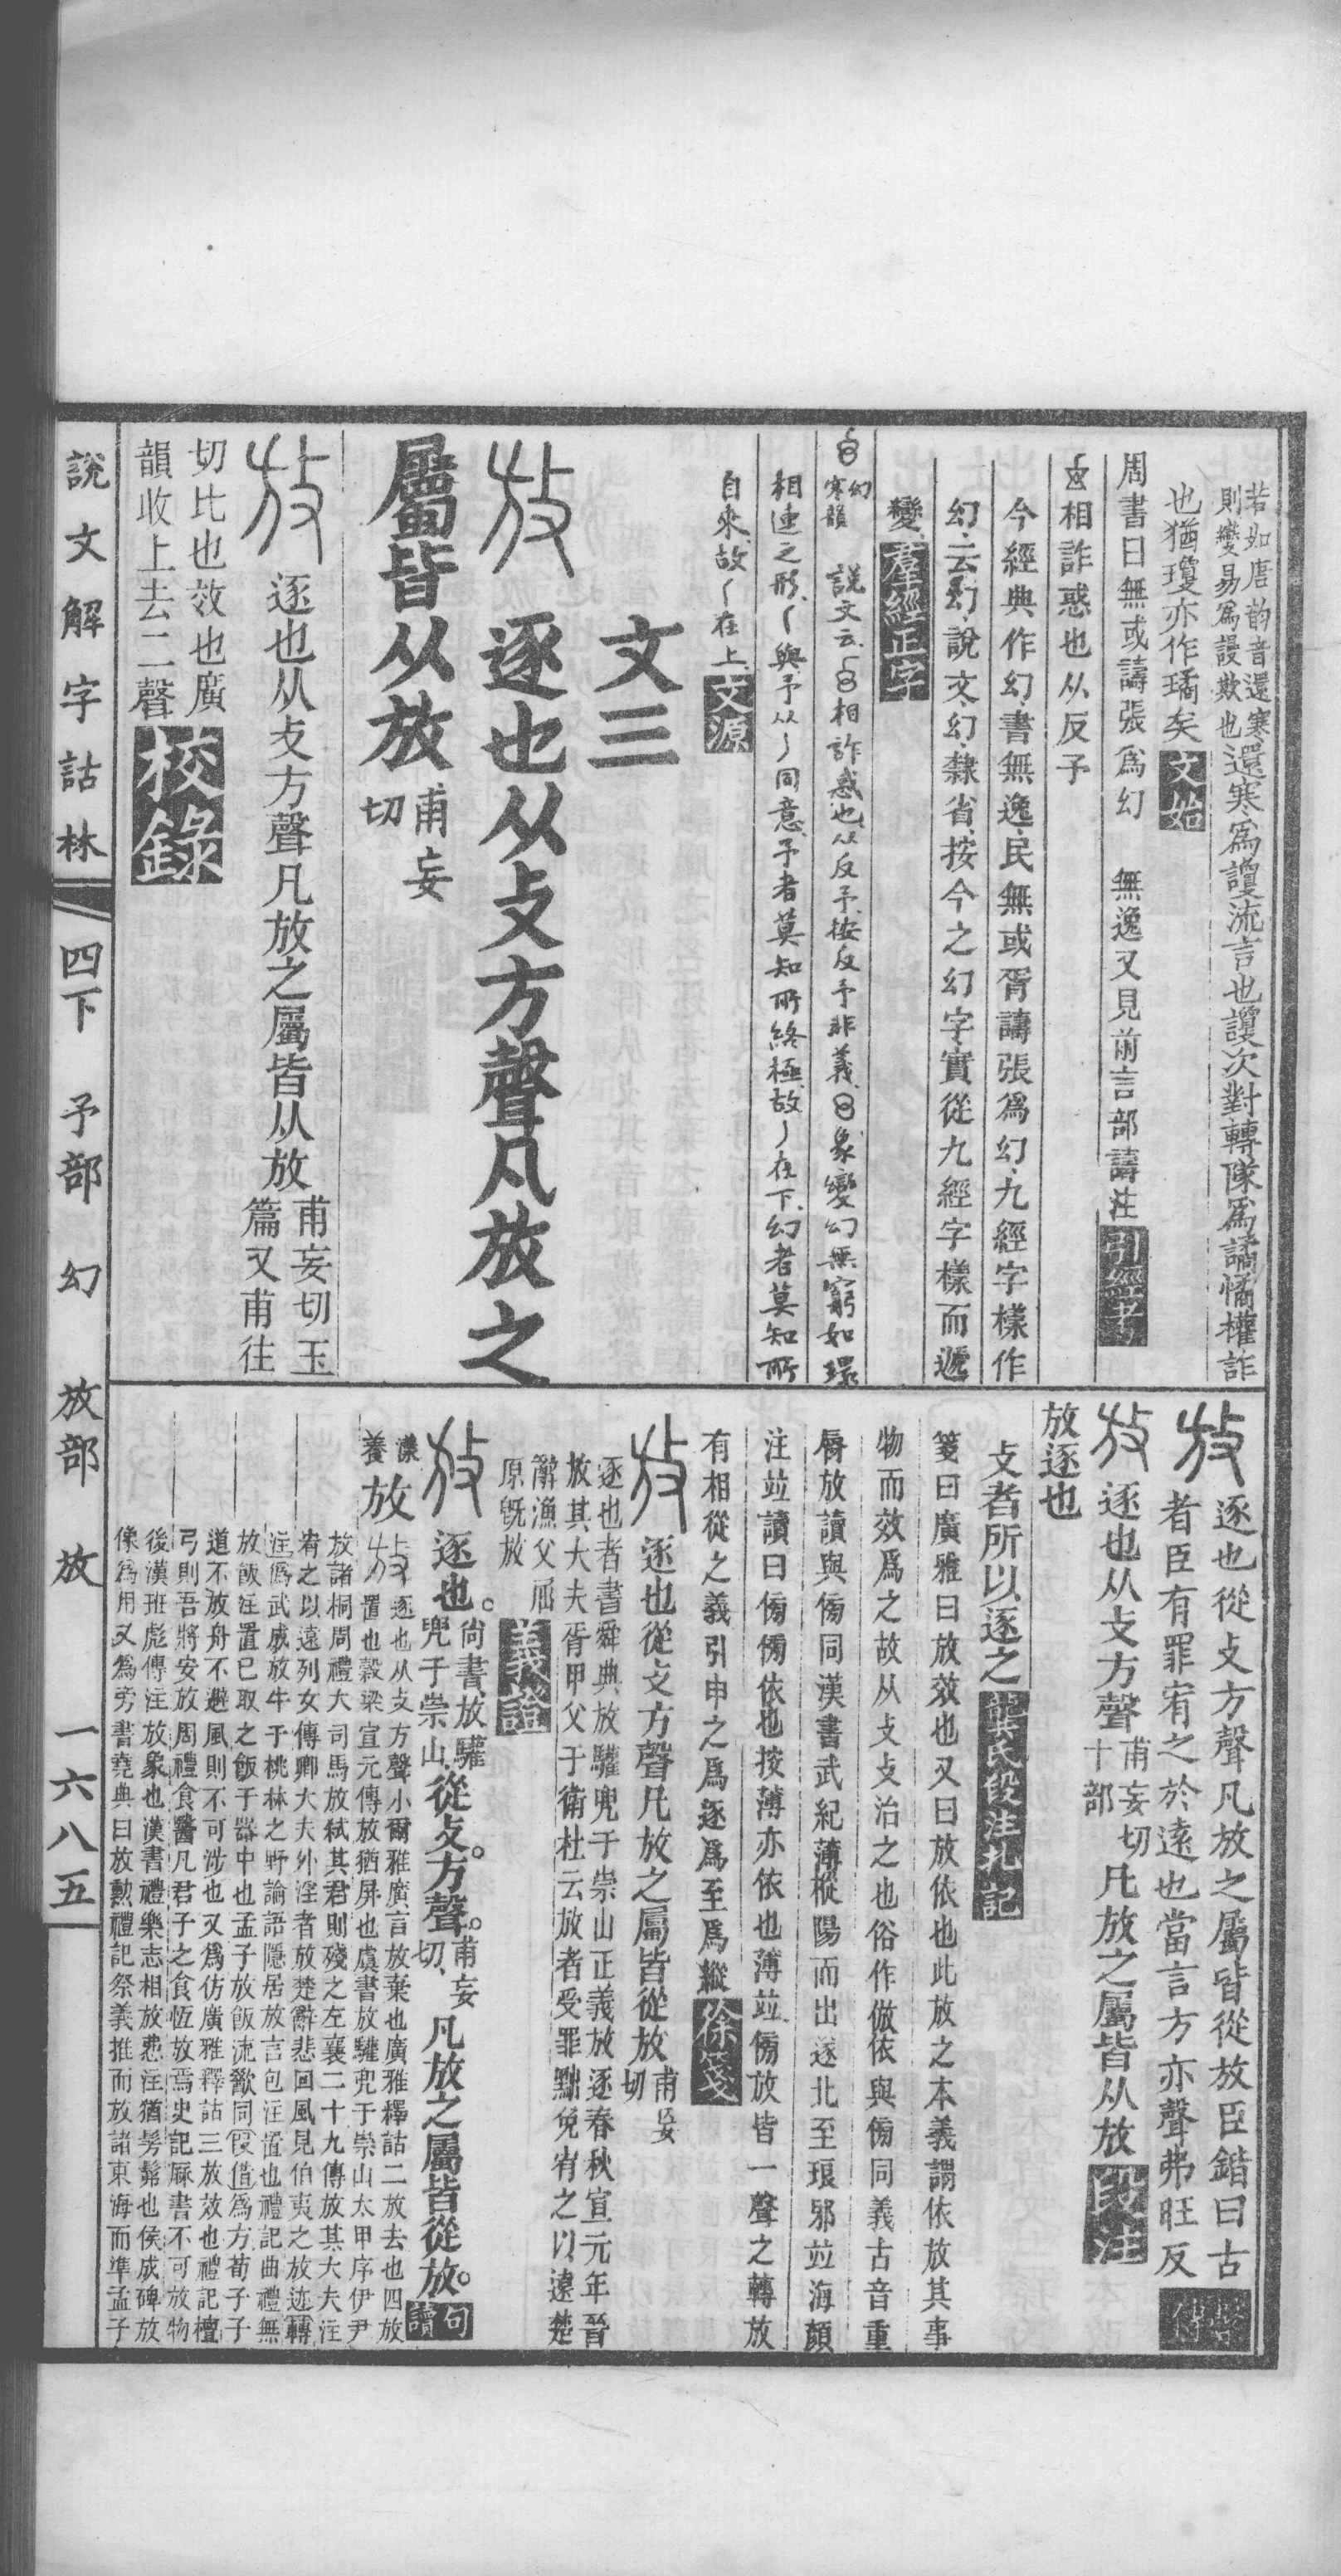 若如唐韵音還寒
則變易爲謾欺也
還寒爲謾流言也謾次對轉隊爲譎憰權詐
也猶瓊亦作璚矣 文始
周書曰無或譸張爲幻 無逸又見前言部譸注 引經考
相詐惑也从反予
今經典作幻書無逸民無或胥譸張爲幻九經字樣作
幻云幻說文幻隸省按今之幻字實從九經字樣而遞
變 羣經正字
幻
寒韻
說文云相詐惑也从反予按反予非義象變幻無窮如環
相連之形與予从同意予者莫知所終極故在下幻者莫知所
自來故在上 文源
文三
放 逐也从攴方聲凡放之
屬皆从放 甫妄
切
放 逐也从攴方聲凡放之屬皆从放 甫妄切玉
篇又甫往
切比也效也廣
韻收上去二聲
校錄
說文解字詁林 四下 予部 幻 放部 放 一六八五
放 逐也從攴方聲凡放之屬皆從放臣鍇曰古
者臣有罪宥之於遠也當言方亦聲弗旺反 繫傳
放 逐也从攴方聲 甫妄切
十部
凡放之屬皆从放 段注
放逐也
攴者所以逐之 龔氏段注札記
箋曰廣雅曰放效也又曰放依也此放之本義謂依放其事
物而效爲之故从攴攴治之也俗作倣依與傍同義古音重
脣放讀與傍同漢書武紀薄樅陽而出遂北至琅邪竝海顏
注竝讀曰傍傍依也按薄亦依也薄竝傍放皆一聲之轉放
有相從之義引申之爲逐爲至爲縱 徐箋
放 逐也從攴方聲凡放之屬皆從放 甫妄
切
逐也者書舜典放驩兜于崇山正義放逐春秋宣元年晉
放其大夫胥甲父于衞杜云放者受罪黜免宥之以遠楚
辭漁父屈
原旣放
義證
放 逐也。尙書放驩
兜于崇山
從攴。方聲。甫妄
切、
凡放之屬皆從放。 句讀
漾
養
放
放 逐也从攴方聲小爾雅廣言放棄也廣雅釋詁二放去也四放
置也穀梁宣元傳放猶屏也虞書放驩兜于崇山太甲序伊尹
放諸桐周禮大司馬放弒其君則殘之左襄二十九傳放其大夫注
宥之以遠列女傳卿大夫外淫者放楚辭悲回風見伯夷之放迹轉
注爲武成放牛于桃林之野論語隱居放言包注置也禮記曲禮無
放飯注置已取之飯于器中也孟子放飯流歠同叚借爲方荀子子
道不放舟不避風則不可涉也又爲仿廣雅釋詁三放效也禮記檀
弓則吾將安放周禮食醫凡君子之食恆放焉史記厤書不可放物
後漢班彪傳注放象也漢書禮樂志相放悲注猶髣髴也侯成碑放
像爲用又爲旁書堯典曰放勳禮記祭義推而放諸東海而準孟子